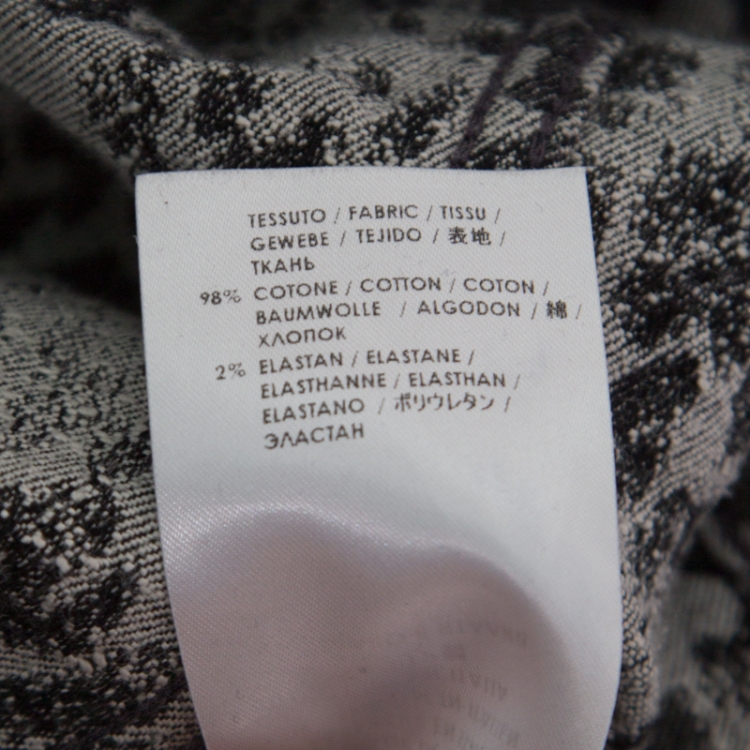 TESSUTO / FABRIC / TISSU /
GEWEBE / TEJIDO / 表地 /
ТКАНЬ
98% COTONE / COTTON / COTON /
BAUMWOLLE / ALGODON / 綿 /
ХЛОПОК
2% ELASTAN / ELASTANE /
ELASTHANNE / ELASTHAN /
ELASTANO / ポリウレタン /
ЭЛАСТАН